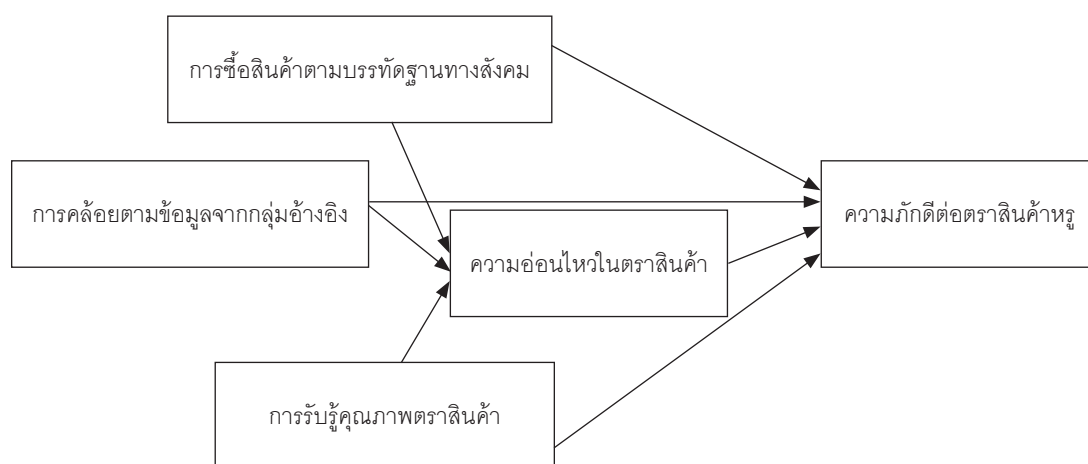 การซื้อสินค้าตามบรรทัดฐานทางสังคม
การคล้อยตามข้อมูลจากกลุ่มอ้างอิง
ความภักดีต่อตราสินค้าหรู
ความอ่อนไหวในตราสินค้า
การรับรู้คุณภาพตราสินค้า